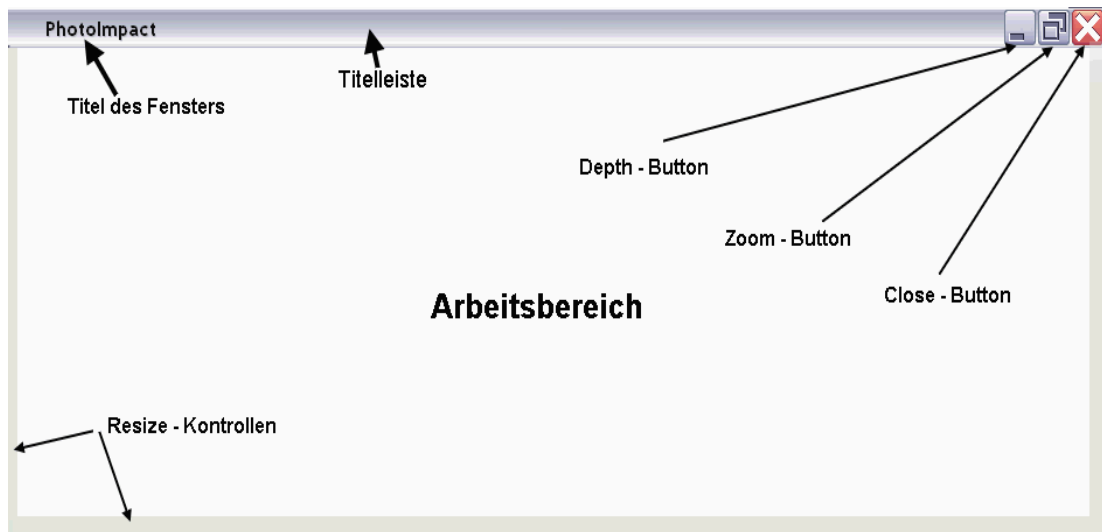 PhotoImpact
Titelleiste
Titel des Fensters
Depth - Button
Zoom - Button
Close - Button
Arbeitsbereich
Resize - Kontrollen